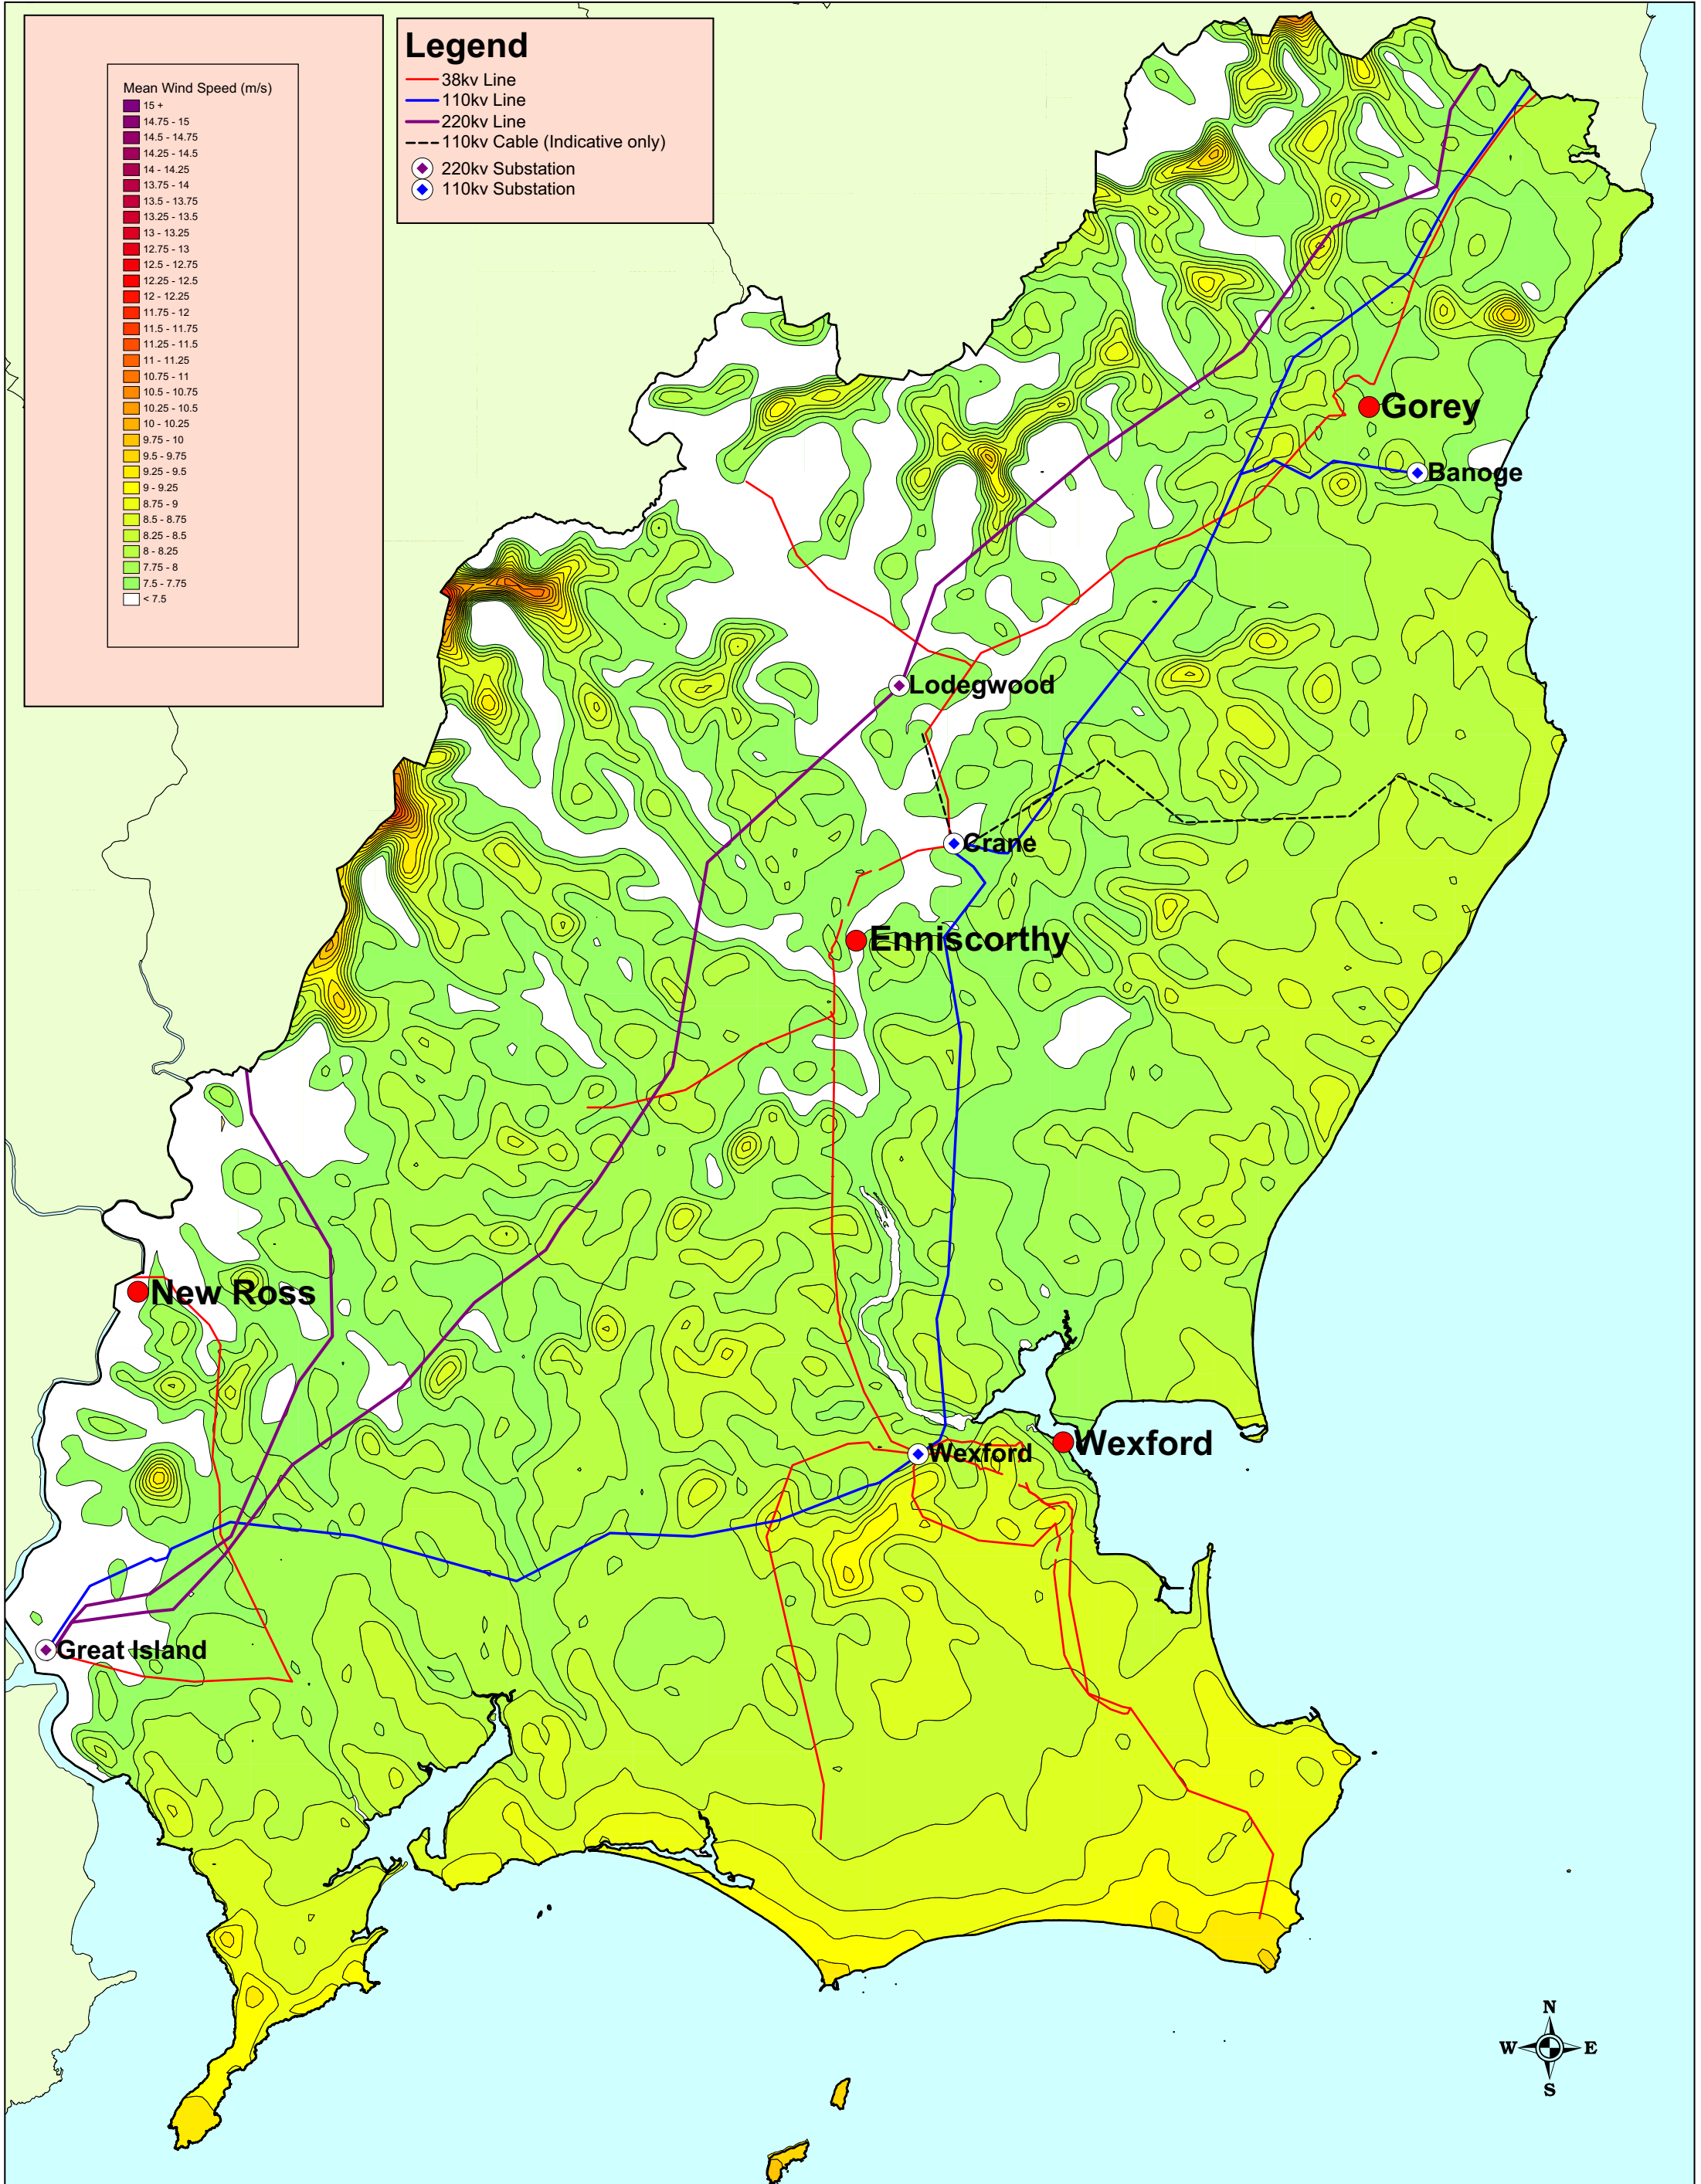 Mean Wind Speed (m/s)
15 +
14.75 - 15
14.5 - 14.75
14.25 - 14.5
14 - 14.25
13.75 - 14
13.5 - 13.75
13.25 - 13.5
13 - 13.25
12.75 - 13
12.5 - 12.75
12.25 - 12.5
12 - 12.25
11.75 - 12
11.5 - 11.75
11.25 - 11.5
11 - 11.25
10.75 - 11
10.5 - 10.75
10.25 - 10.5
10 - 10.25
9.75 - 10
9.5 - 9.75
9.25 - 9.5
9 - 9.25
8.75 - 9
8.5 - 8.75
8.25 - 8.5
8 - 8.25
7.75 - 8
7.5 - 7.75
< 7.5
Legend
38kv Line
110kv Line
220kv Line
110kv Cable (Indicative only)
220kv Substation
110kv Substation
Gorey
Banoge
Lodegwood
Crane
Enniscorthy
New Ross
Wexford
Wexford
Great Island
N
W E
S